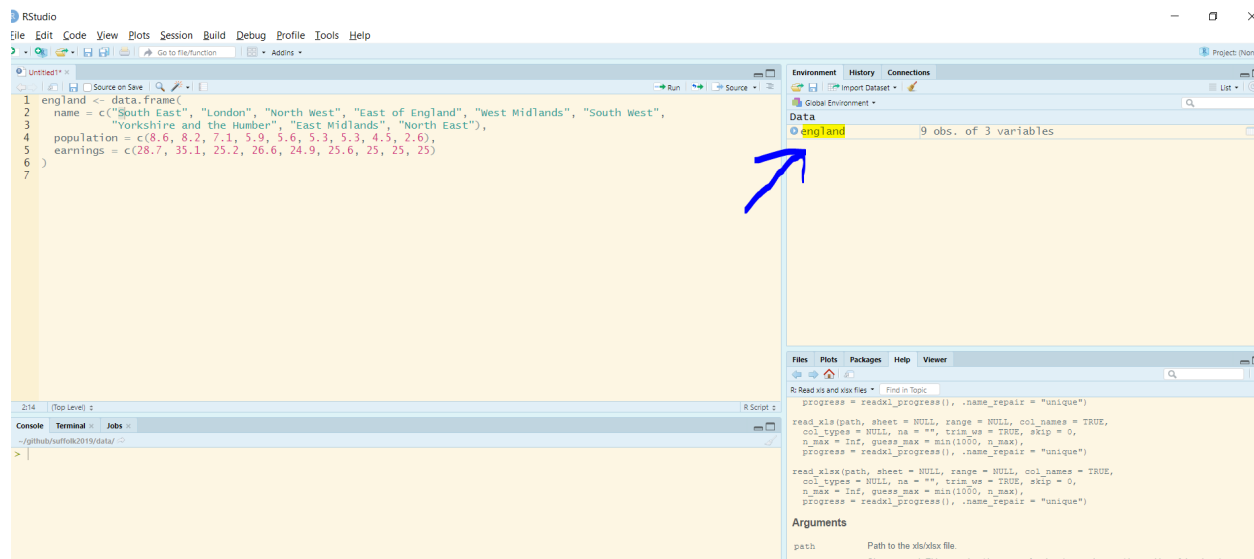 RStudio
File Edit Code View Plots Session Build Debug Profile Tools Help
Go to file/function Addins
Project: (Non
Untitled1*
Source on Save Run Source
1 england <- data.frame(
2 name = c("South East", "London", "North West", "East of England", "West Midlands", "South West",
3 "Yorkshire and the Humber", "East Midlands", "North East"),
4 population = c(8.6, 8.2, 7.1, 5.9, 5.6, 5.3, 5.3, 4.5, 2.6),
5 earnings = c(28.7, 35.1, 25.2, 26.6, 24.9, 25.6, 25, 25, 25)
6 )
7
2:14 (Top Level) R Script
Console Terminal Jobs
~/github/suffolk2019/data/
>
Environment History Connections
Import Dataset List
Global Environment
Data
england 9 obs. of 3 variables
Files Plots Packages Help Viewer
R: Read xls and xlsx files Find in Topic
progress = readxl_progress(), .name_repair = "unique")
read_xls(path, sheet = NULL, range = NULL, col_names = TRUE,
col_types = NULL, na = "", trim_ws = TRUE, skip = 0,
n_max = Inf, guess_max = min(1000, n_max),
progress = readxl_progress(), .name_repair = "unique")
read_xlsx(path, sheet = NULL, range = NULL, col_names = TRUE,
col_types = NULL, na = "", trim_ws = TRUE, skip = 0,
n_max = Inf, guess_max = min(1000, n_max),
progress = readxl_progress(), .name_repair = "unique")
Arguments
path Path to the xls/xlsx file.